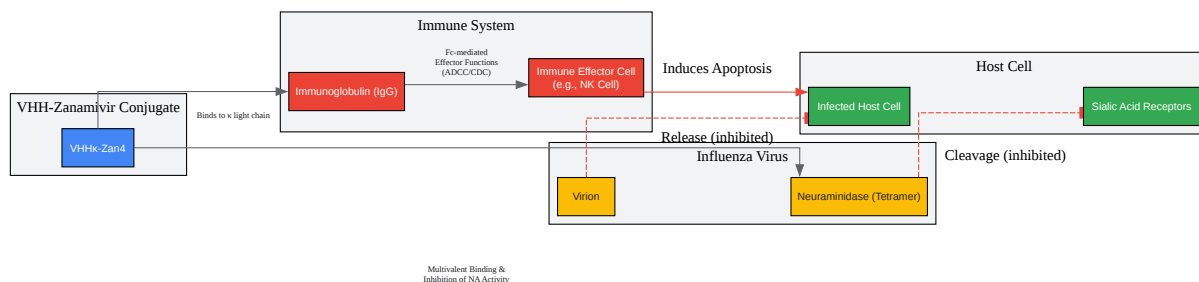 Immune System
Fc-mediated
Effector Functions
(ADCC/CDC)
Immunoglobulin (IgG)
Immune Effector Cell
(e.g., NK Cell)
Induces Apoptosis
Host Cell
Infected Host Cell
Sialic Acid Receptors
VHH-Zanamivir Conjugate
VHHκ-Zan4
Binds to κ light chain
Release (inhibited)
Cleavage (inhibited)
Influenza Virus
Virion
Neuraminidase (Tetramer)
Multivalent Binding &
Inhibition of NA Activity